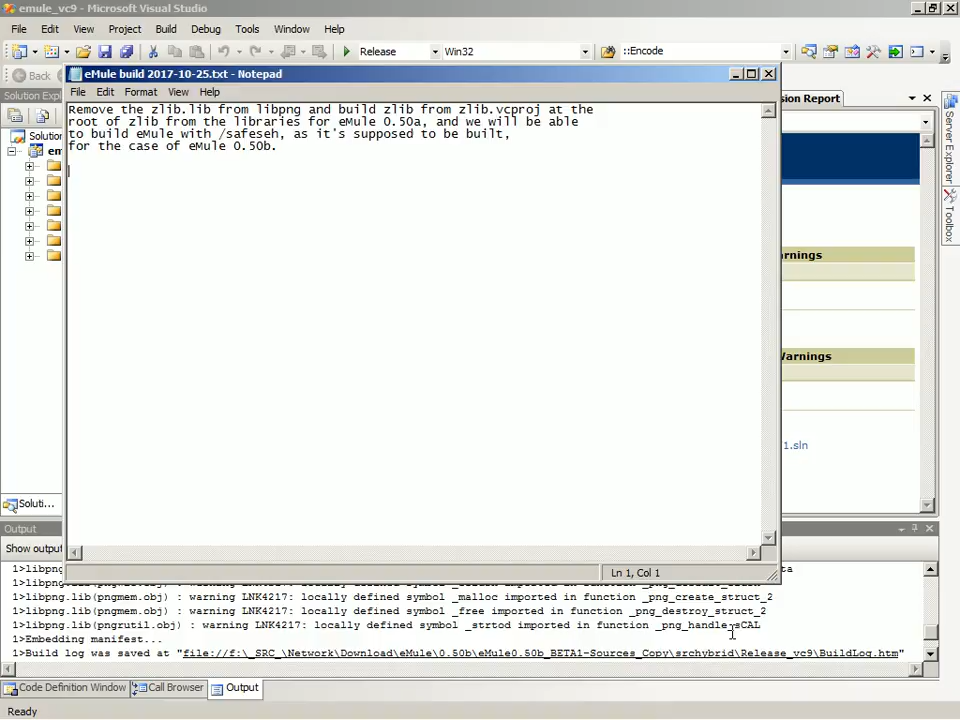 emule_vc9 - Microsoft Visual Studio
File Edit View Project Build Debug Tools Window Help
Release Win32 ::Encode
Back
eMule build 2017-10-25.txt - Notepad
File Edit Format View Help
Remove the zlib.lib from libpng and build zlib from zlib.vcproj at the
root of zlib from the libraries for eMule 0.50a, and we will be able
to build eMule with /safeseh, as it's supposed to be built,
for the case of eMule 0.50b.
Ln 1, Col 1
Solution Explo
Solutio
em
Soluti...
sion Report
rnings
Warnings
1.sln
Server Explorer
Toolbox
Output
Show outpu
1>libpng.lib(pngmem.obj) : warning LNK4217: locally defined symbol _malloc imported in function _png_create_struct_2
1>libpng.lib(pngmem.obj) : warning LNK4217: locally defined symbol _free imported in function _png_destroy_struct_2
1>libpng.lib(pngrutil.obj) : warning LNK4217: locally defined symbol _strtod imported in function _png_handle_sCAL
1>Embedding manifest...
1>Build log was saved at "file://f:\_SRC_\Network\Download\eMule\0.50b\eMule0.50b_BETA1-Sources_Copy\srchybrid\Release_vc9\BuildLog.htm"
Code Definition Window Call Browser Output
Ready